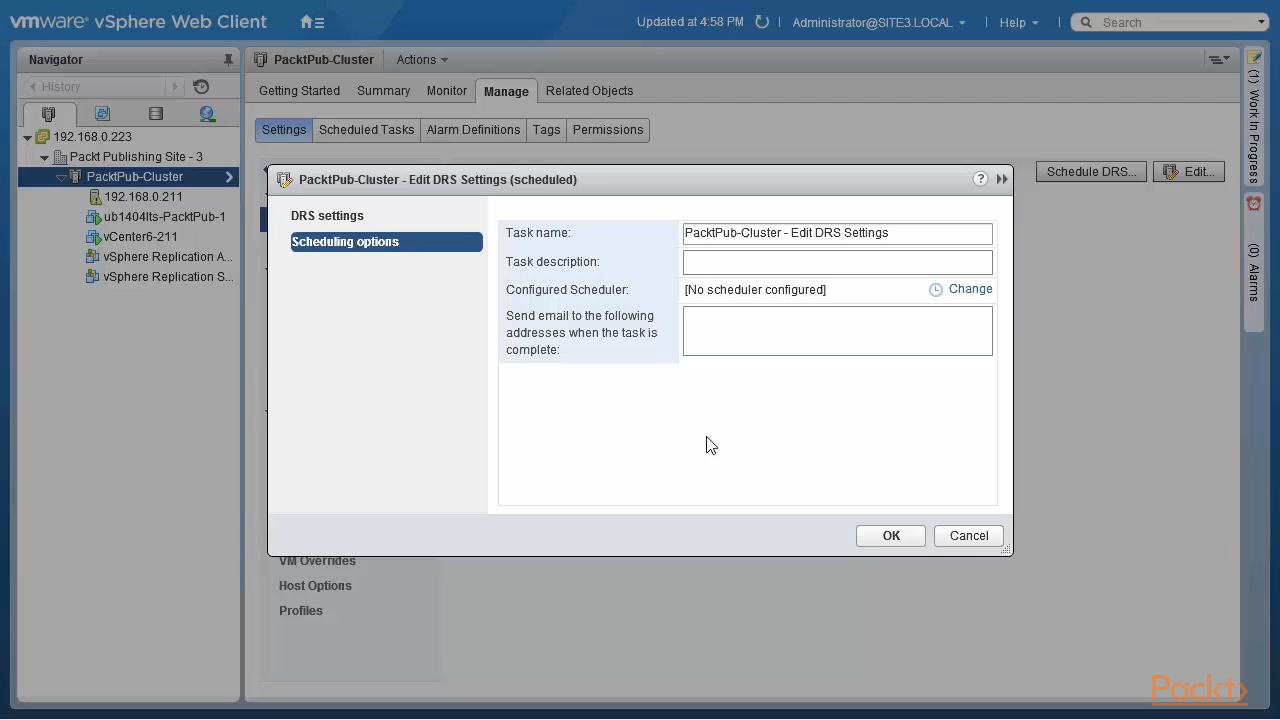 vmware® vSphere Web Client
Updated at 4:58 PM
Administrator@SITE3.LOCAL
Help
Search
Navigator
History
192.168.0.223
Packt Publishing Site - 3
PacktPub-Cluster
192.168.0.211
ub1404lts-PacktPub-1
vCenter6-211
vSphere Replication A...
vSphere Replication S...
PacktPub-Cluster
Actions
Getting Started
Summary
Monitor
Manage
Related Objects
Settings
Scheduled Tasks
Alarm Definitions
Tags
Permissions
Schedule DRS...
Edit...
PacktPub-Cluster - Edit DRS Settings (scheduled)
?
DRS settings
Scheduling options
Task name:
PacktPub-Cluster - Edit DRS Settings
Task description:
Configured Scheduler:
[No scheduler configured]
Change
Send email to the following
addresses when the task is
complete:
OK
Cancel
VM Overrides
Host Options
Profiles
(1) Work In Progress
(0) Alarms
Packt>